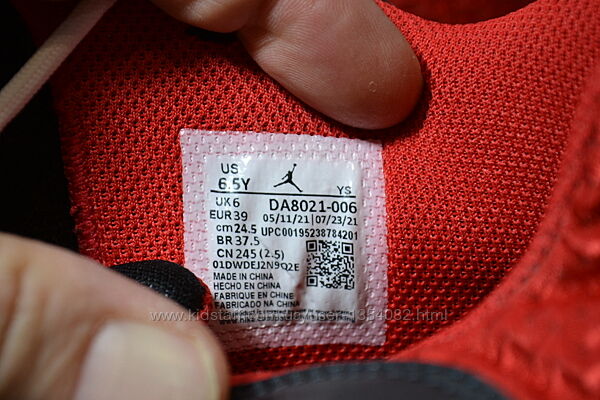 US
6.5Y YS
UK 6 DA8021-006
EUR 39 05/11/21 | 07/23/21
cm 24.5 UPC00195238784201
BR 37.5
CN 245 (2.5)
01DWDEJ2N9Q2E
MADE IN CHINA
HECHO EN CHINA
FABRIQUE EN CHINE
FABRICADO NA CHINA